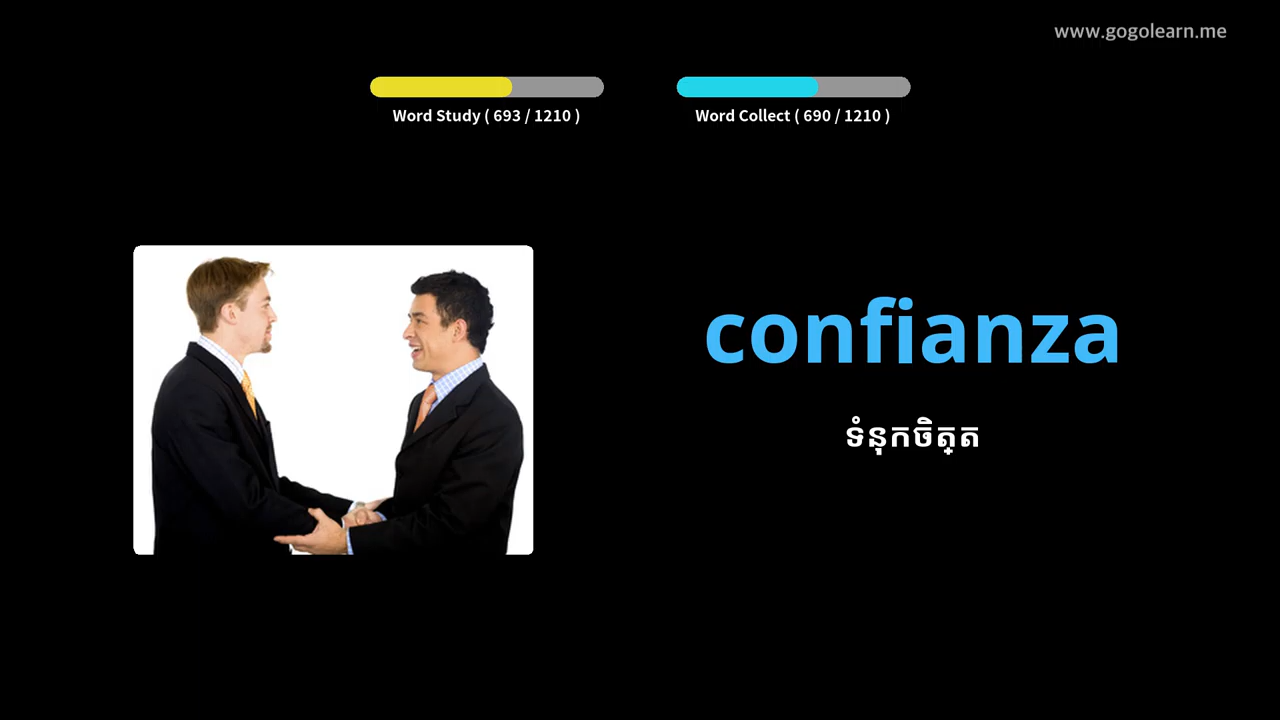 www.gogolearn.me
Word Study ( 693 / 1210 )
Word Collect ( 690 / 1210 )
confianza
ទំនុកចិត្ត